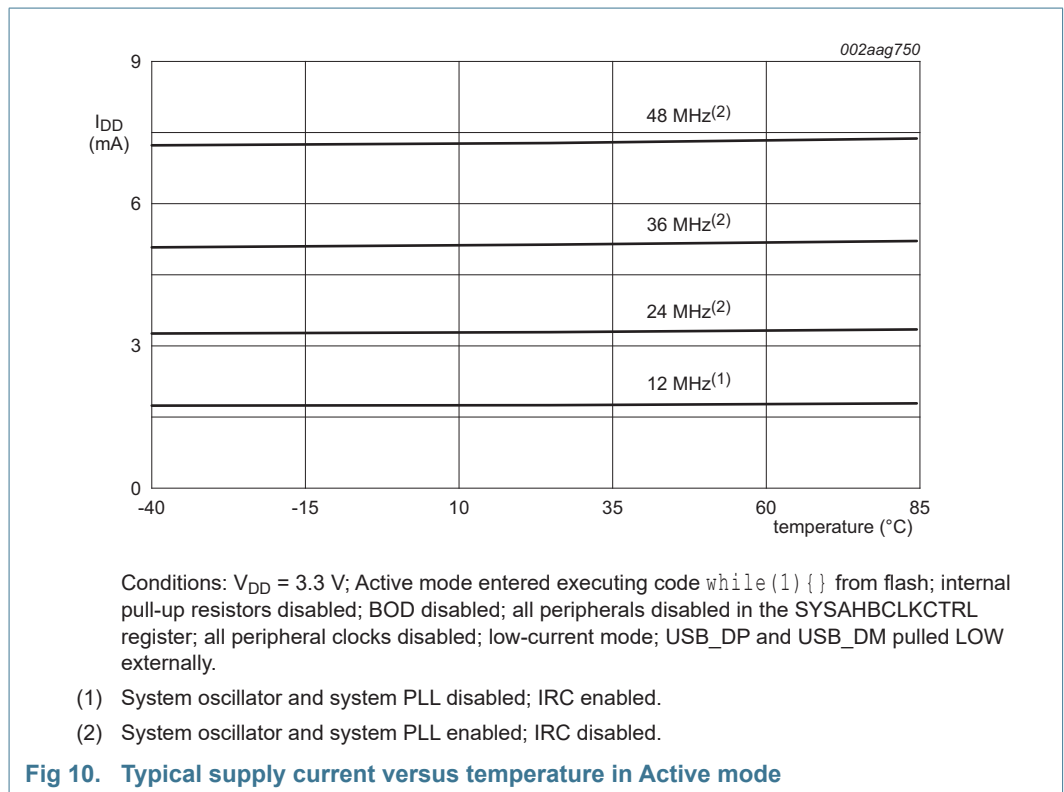 002aag750
9
I_DD
(mA)
48 MHz(2)
6
36 MHz(2)
24 MHz(2)
3
12 MHz(1)
0
-40 -15 10 35 60 85
temperature (°C)
Conditions: V_DD = 3.3 V; Active mode entered executing code while(1){} from flash; internal
pull-up resistors disabled; BOD disabled; all peripherals disabled in the SYSAHBCLKCTRL
register; all peripheral clocks disabled; low-current mode; USB_DP and USB_DM pulled LOW
externally.
(1) System oscillator and system PLL disabled; IRC enabled.
(2) System oscillator and system PLL enabled; IRC disabled.
Fig 10. Typical supply current versus temperature in Active mode